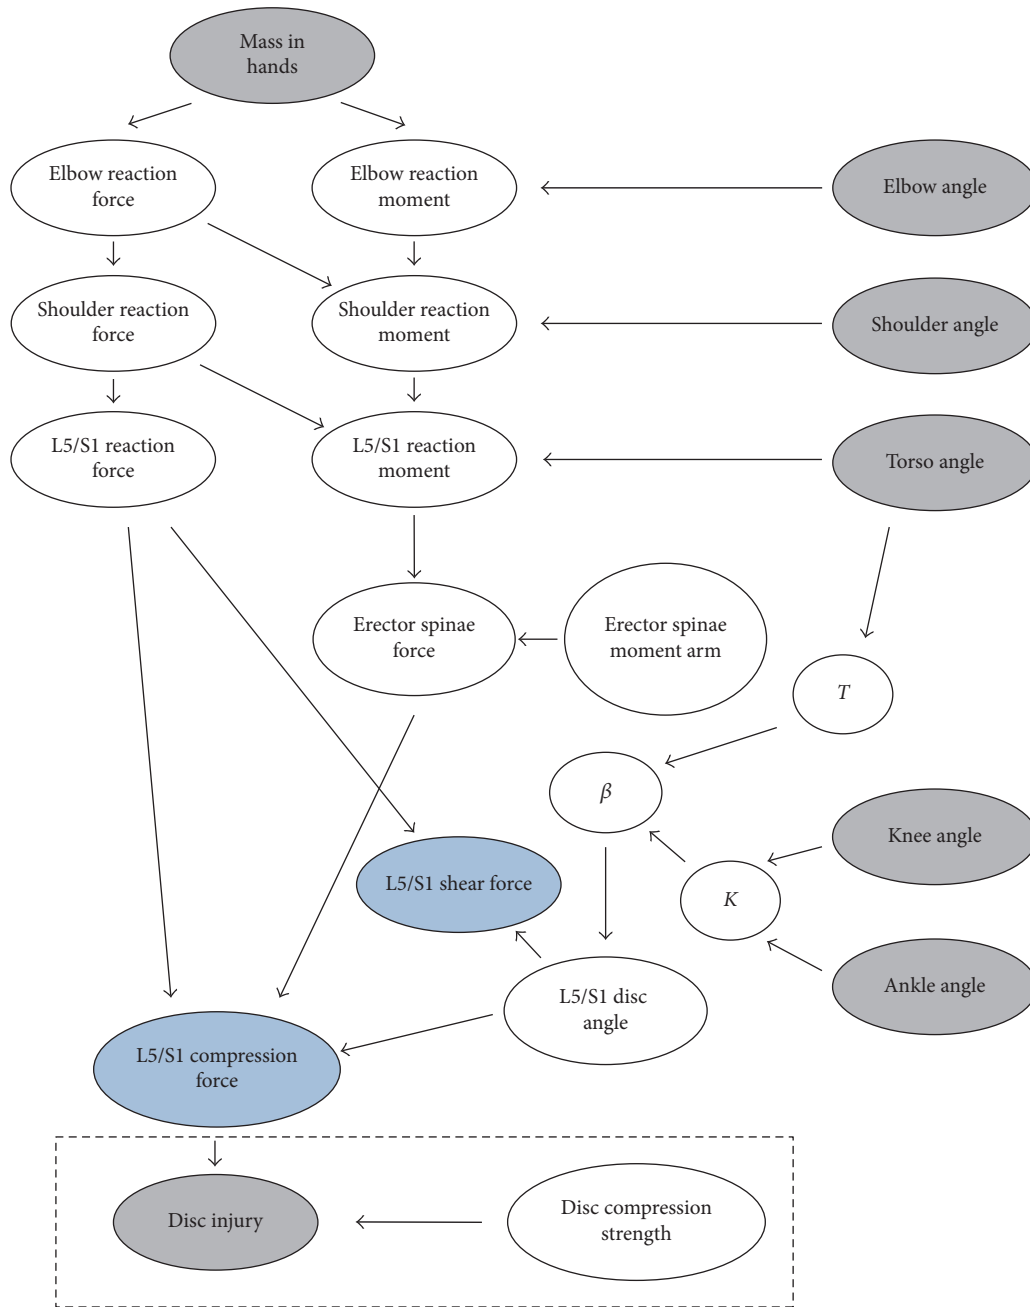 Mass in
hands
Elbow reaction
force
Elbow reaction
moment
Elbow angle
Shoulder reaction
force
Shoulder reaction
moment
Shoulder angle
L5/S1 reaction
force
L5/S1 reaction
moment
Torso angle
Erector spinae
force
Erector spinae
moment arm
T
β
Knee angle
L5/S1 shear force
K
Ankle angle
L5/S1 disc
angle
L5/S1 compression
force
Disc injury
Disc compression
strength